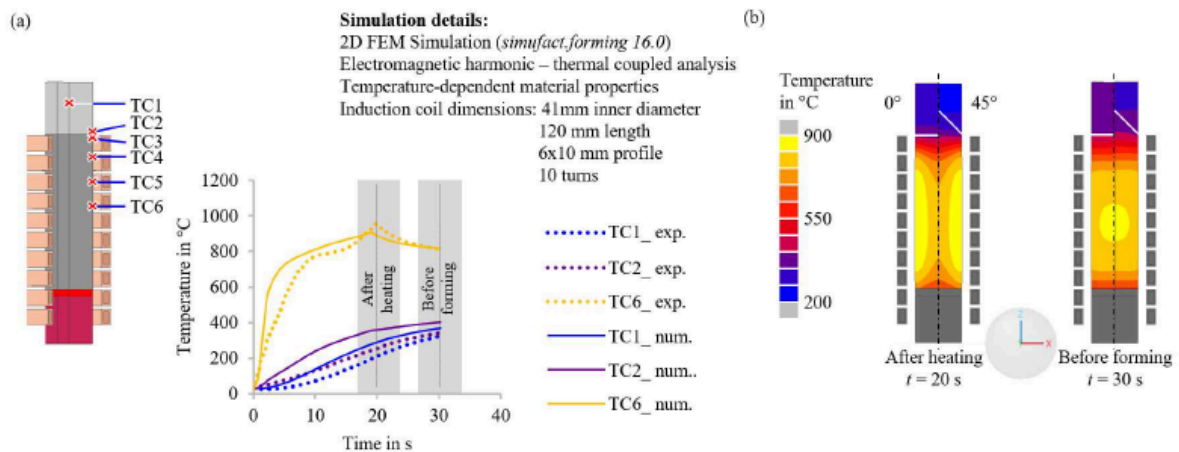 (a)
Simulation details:
2D FEM Simulation (simufact.forming 16.0)
Electromagnetic harmonic – thermal coupled analysis
Temperature-dependent material properties
Induction coil dimensions: 41mm inner diameter
120 mm length
6x10 mm profile
10 turns
TC1
TC2
TC3
TC4
TC5
TC6
Temperature in °C
1200
1000
800
600
400
200
0
0
10
20
30
40
Time in s
After
heating
Before
forming
TC1_ exp.
TC2_ exp.
TC6_ exp.
TC1_ num.
TC2_ num..
TC6_ num.
(b)
Temperature
in °C
900
550
200
0°
45°
Z
X
After heating
t = 20 s
Before forming
t = 30 s